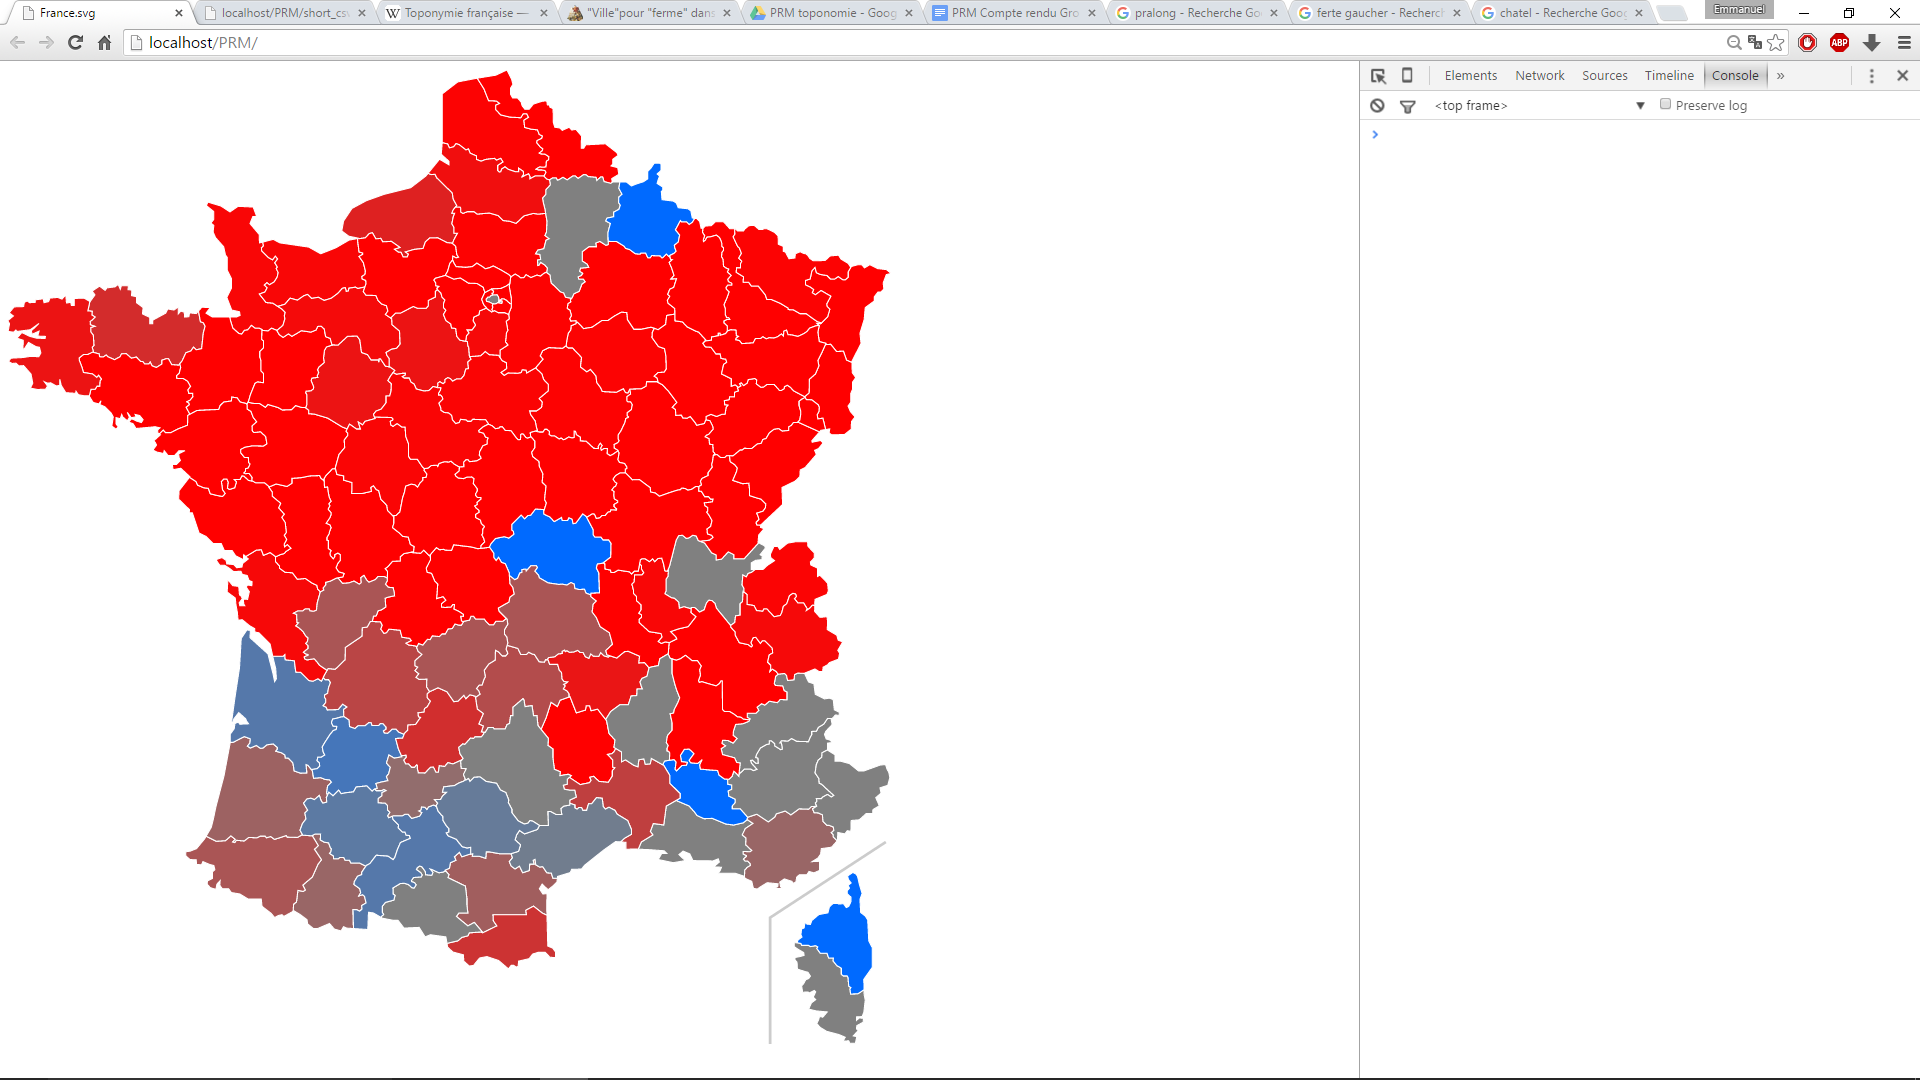 France.svg
localhost/PRM/short_cs
Toponymie française —
"Ville"pour "ferme" dans
PRM toponomie - Goog
PRM Compte rendu Gro
pralong - Recherche Go
ferte gaucher - Recherc
chatel - Recherche Goog
Emmanuel
localhost/PRM/
ABP
Elements Network Sources Timeline Console »
<top frame> ▼ Preserve log
>